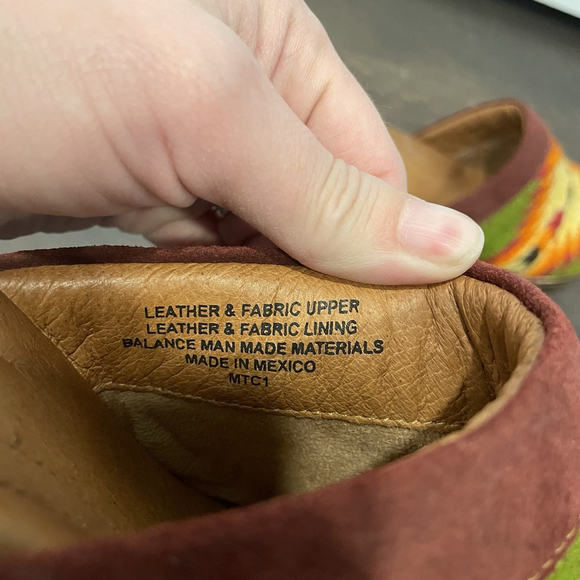 LEATHER & FABRIC UPPER
LEATHER & FABRIC LINING
BALANCE MAN MADE MATERIALS
MADE IN MEXICO
MTC1